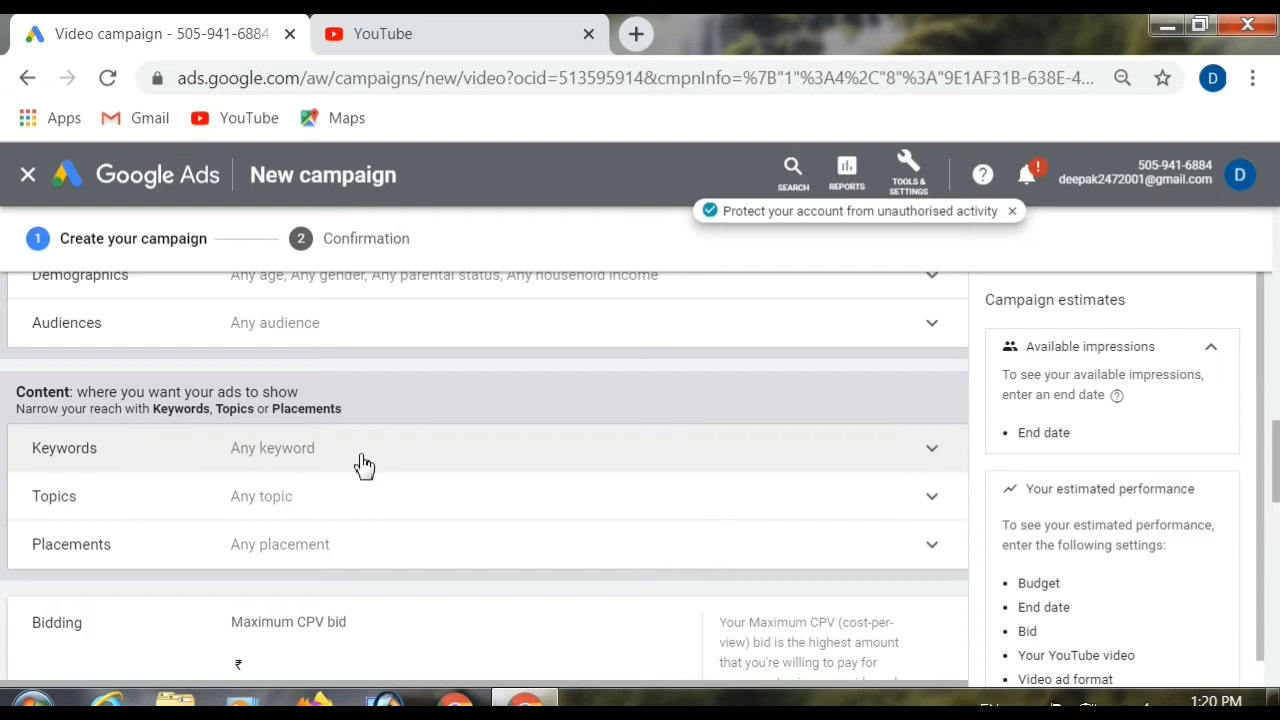 Video campaign - 505-941-6884
YouTube
ads.google.com/aw/campaigns/new/video?ocid=513595914&cmpnInfo=%7B"1"%3A4%2C"8"%3A"9E1AF31B-638E-4...
D
Apps
Gmail
YouTube
Maps
Google Ads
New campaign
SEARCH
REPORTS
TOOLS &
SETTINGS
505-941-6884
deepak2472001@gmail.com
D
Protect your account from unauthorised activity
1 Create your campaign
2 Confirmation
Demographics Any age, Any gender, Any parental status, Any household income
Audiences Any audience
Content: where you want your ads to show
Narrow your reach with Keywords, Topics or Placements
Keywords Any keyword
Topics Any topic
Placements Any placement
Bidding Maximum CPV bid
₹
Your Maximum CPV (cost-per-
view) bid is the highest amount
that you're willing to pay for
Campaign estimates
Available impressions
To see your available impressions,
enter an end date
• End date
Your estimated performance
To see your estimated performance,
enter the following settings:
• Budget
• End date
• Bid
• Your YouTube video
• Video ad format
1:20 PM